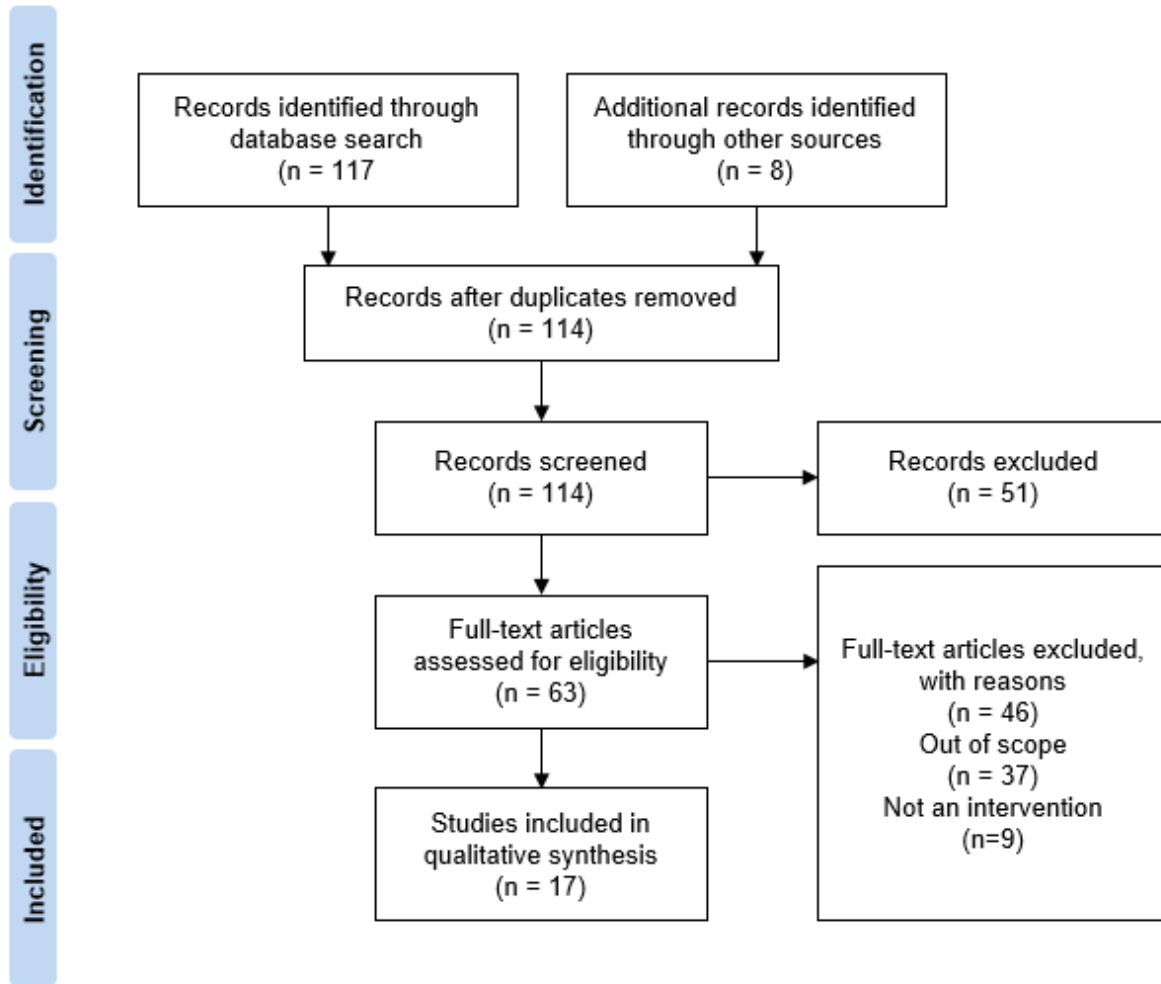 Identification
Records identified through
database search
(n = 117
Additional records identified
through other sources
(n = 8)
Screening
Records after duplicates removed
(n = 114)
Records screened
(n = 114)
Records excluded
(n = 51)
Eligibility
Full-text articles
assessed for eligibility
(n = 63)
Full-text articles excluded,
with reasons
(n = 46)
Out of scope
(n = 37)
Not an intervention
(n=9)
Included
Studies included in
qualitative synthesis
(n = 17)